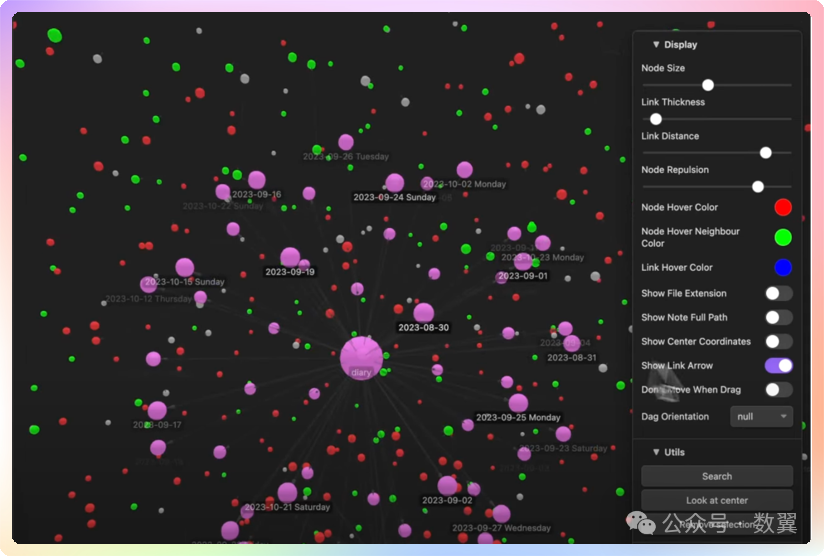 ▼ Display
Node Size
Link Thickness
Link Distance
Node Repulsion
Node Hover Color
Node Hover Neighbour
Color
Link Hover Color
Show File Extension
Show Note Full Path
Show Center Coordinates
Show Link Arrow
Don't Move When Drag
Dag Orientation
null
▼ Utils
Search
Look at center
Remove selection
公众号 数翼
2023-09-26 Tuesday
2023-09-16
2023-10-22 Sunday
2023-10-02 Monday
2023-09-24 Sunday
2023-10-23 Monday
2023-09-19
2023-09-01
2023-10-15 Sunday
2023-10-12 Thursday
2023-08-30
2023-08-31
diary
2023-09-25 Monday
2023-09-17
2023-09-23 Saturday
2023-09-02
2023-10-21 Saturday
2023-09-27 Wednesday